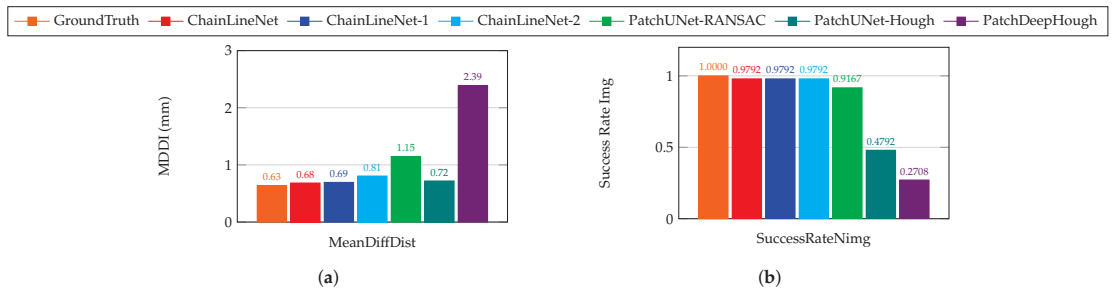 GroundTruth ChainLineNet ChainLineNet-1 ChainLineNet-2 PatchUNet-RANSAC PatchUNet-Hough PatchDeepHough
3
2
1
0
MDDI (mm)
0.63 0.68 0.69 0.81 1.15 0.72 2.39
MeanDiffDist
(a)
1
0.5
0
Success Rate Img
1.0000 0.9792 0.9792 0.9792 0.9167 0.4792 0.2708
SuccessRateNimg
(b)